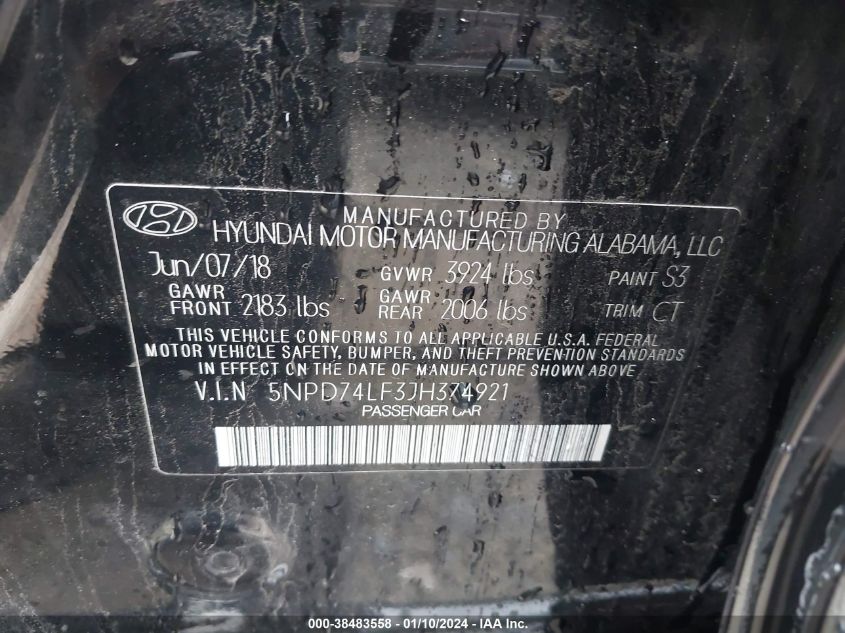 MANUFACTURED BY
HYUNDAI MOTOR MANUFACTURING ALABAMA, LLC
Jun/07/18 GVWR 3924 lbs PAINT S3
GAWR FRONT 2183 lbs GAWR REAR 2006 lbs TRIM CT
THIS VEHICLE CONFORMS TO ALL APPLICABLE U.S.A. FEDERAL
MOTOR VEHICLE SAFETY, BUMPER, AND THEFT PREVENTION STANDARDS
IN EFFECT ON THE DATE OF MANUFACTURE SHOWN ABOVE
V.I.N 5NPD74LF3JH374921
PASSENGER CAR
000-38483558 - 01/10/2024 - IAA Inc.